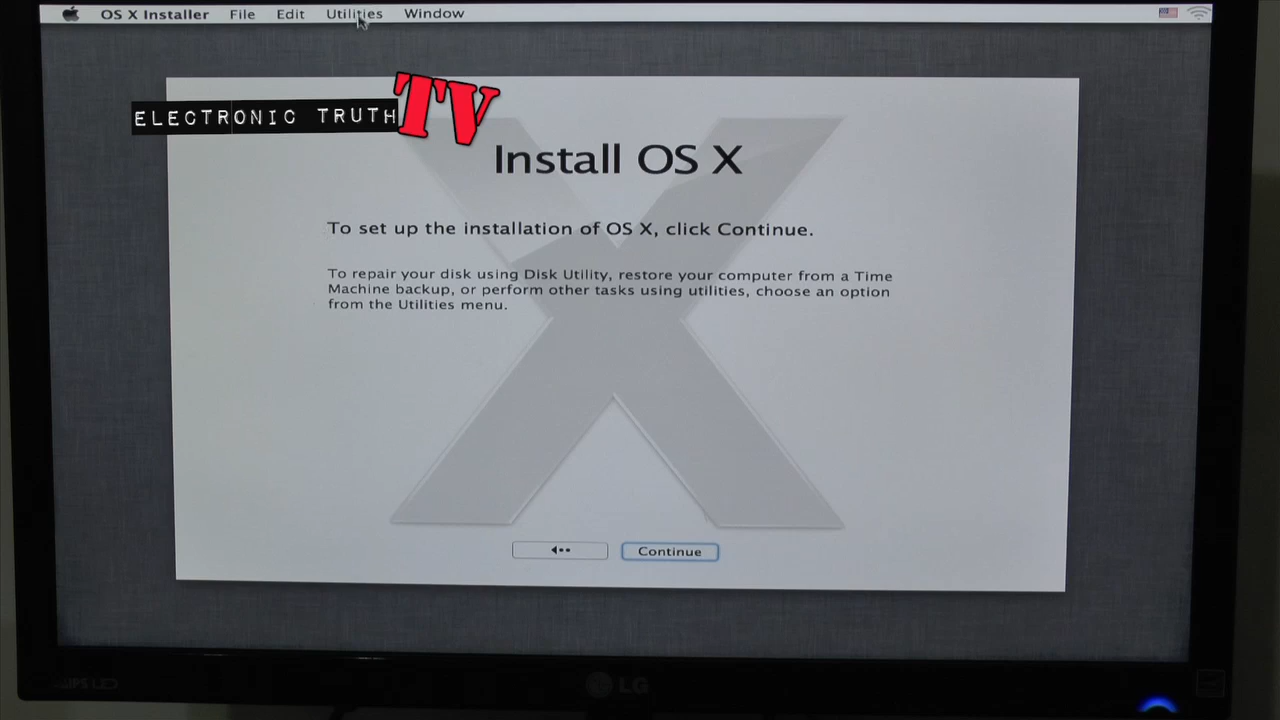 OS X Installer File Edit Utilities Window
ELECTRONIC TRUTH TV
Install OS X
To set up the installation of OS X, click Continue.
To repair your disk using Disk Utility, restore your computer from a Time
Machine backup, or perform other tasks using utilities, choose an option
from the Utilities menu.
Continue
LG